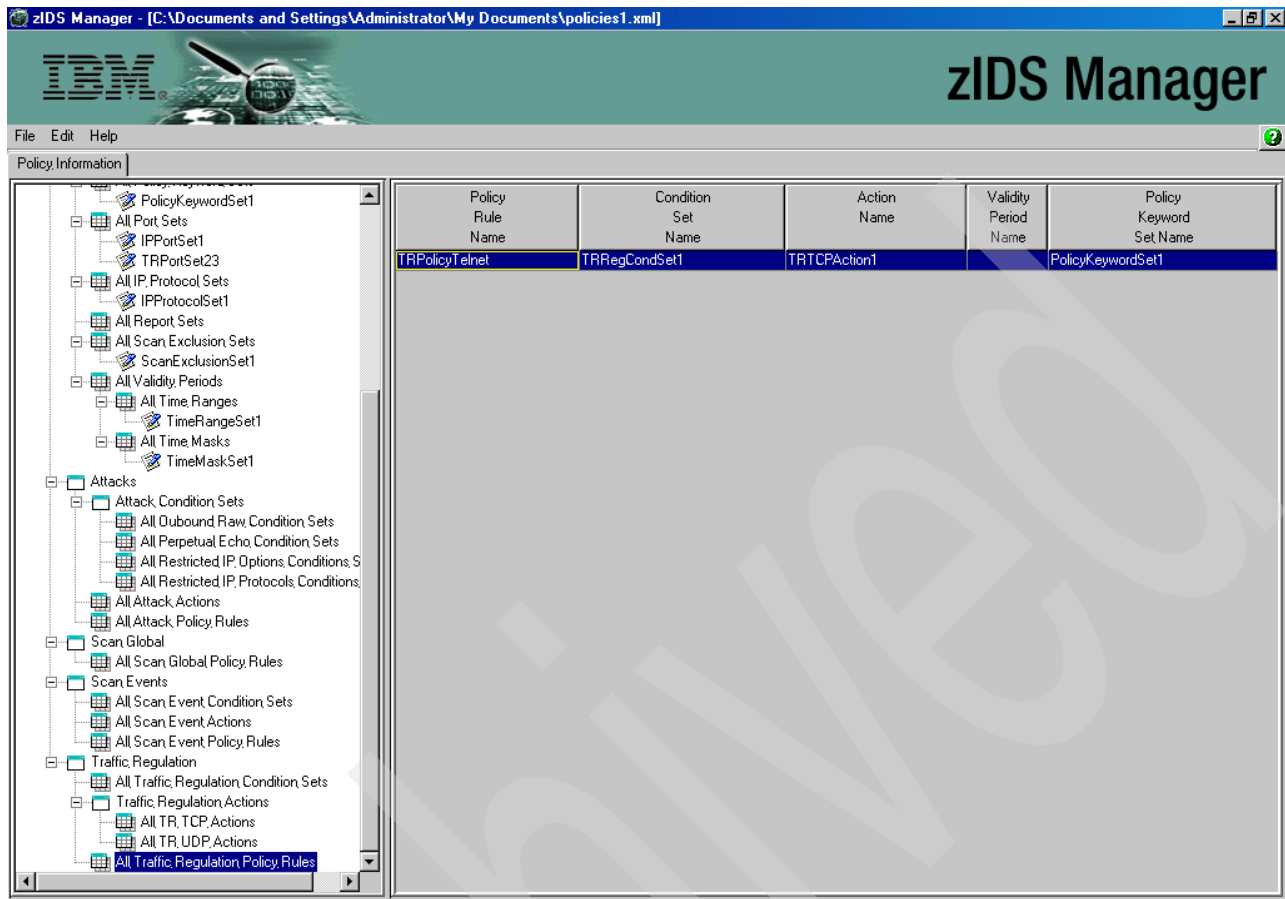 zIDS Manager - [C:\Documents and Settings\Administrator\My Documents\policies1.xml]
IBM®
zIDS Manager
File Edit Help
Policy Information
PolicyKeywordSet1
All Port Sets
IPPortSet1
TRPortSet23
All IP Protocol Sets
IPProtocolSet1
All Report Sets
All Scan Exclusion Sets
ScanExclusionSet1
All Validity Periods
All Time Ranges
TimeRangeSet1
All Time Masks
TimeMaskSet1
Attacks
Attack Condition Sets
All Oubound Raw Condition Sets
All Perpetual Echo Condition Sets
All Restricted IP Options Conditions S
All Restricted IP Protocols Conditions
All Attack Actions
All Attack Policy Rules
Scan Global
All Scan Global Policy Rules
Scan Events
All Scan Event Condition Sets
All Scan Event Actions
All Scan Event Policy Rules
Traffic Regulation
All Traffic Regulation Condition Sets
Traffic Regulation Actions
All TR TCP Actions
All TR UDP Actions
All Traffic Regulation Policy Rules
Policy Rule Name
Condition Set Name
Action Name
Validity Period Name
Policy Keyword Set Name
TRPolicyTelnet TRRegCondSet1 TRTCPAction1 PolicyKeywordSet1